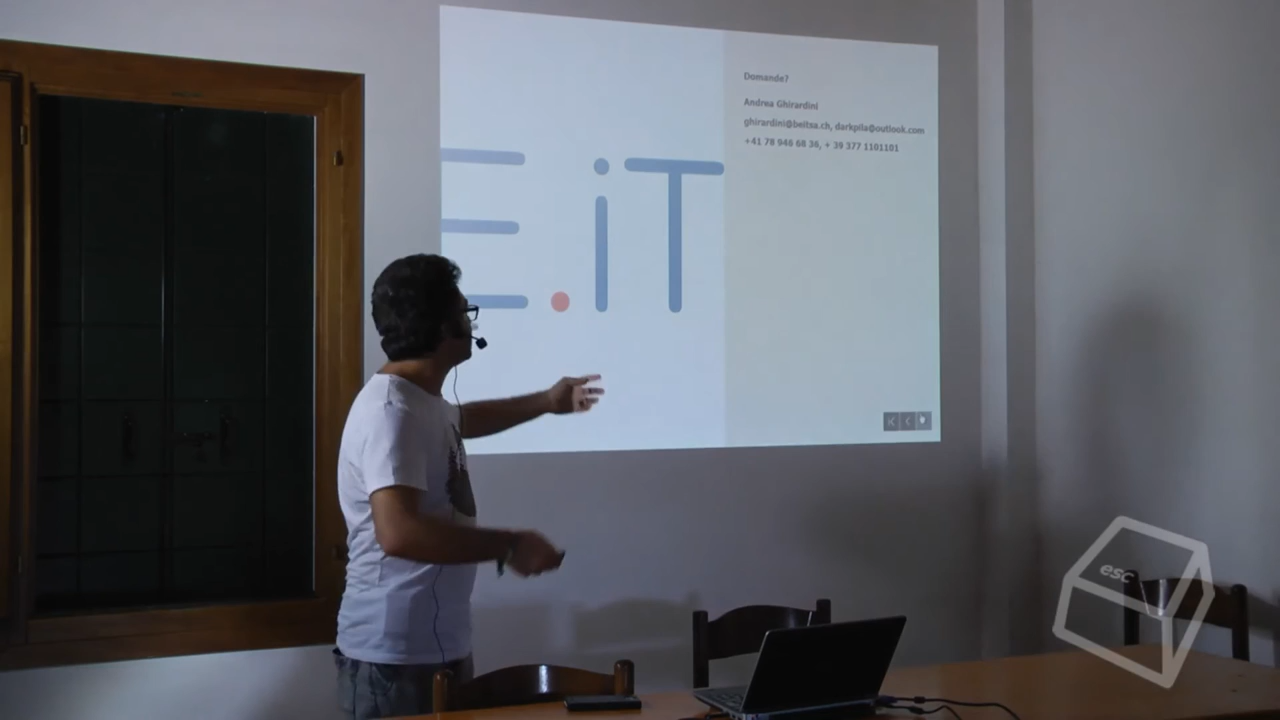 E.iT
Domande?
Andrea Ghirardini
ghirardini@beitsa.ch, darkpila@outlook.com
+41 78 946 68 36, + 39 377 1101101
esc